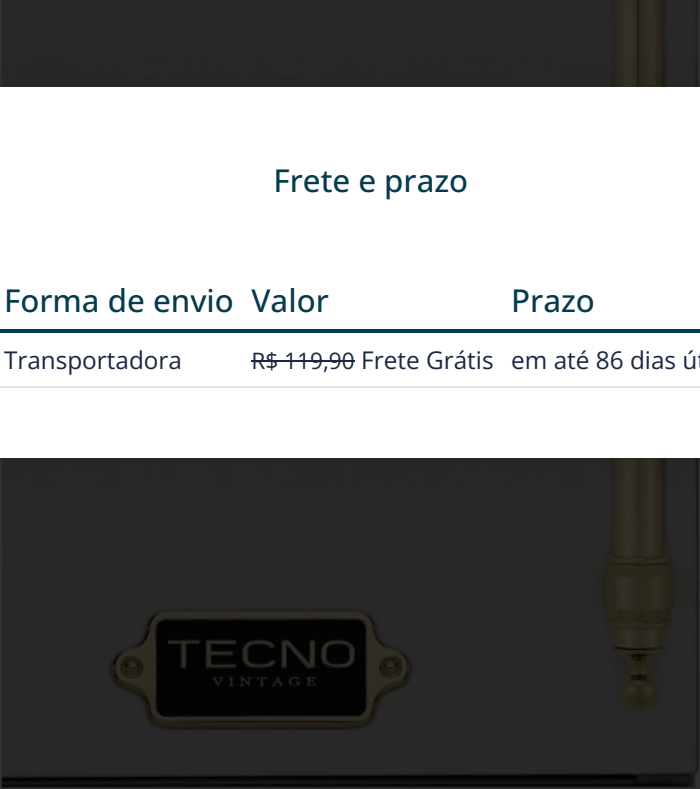 Frete e prazo
Forma de envio Valor Prazo
Transportadora R$ 119,90 Frete Grátis em até 86 dias
TECNO
VINTAGE